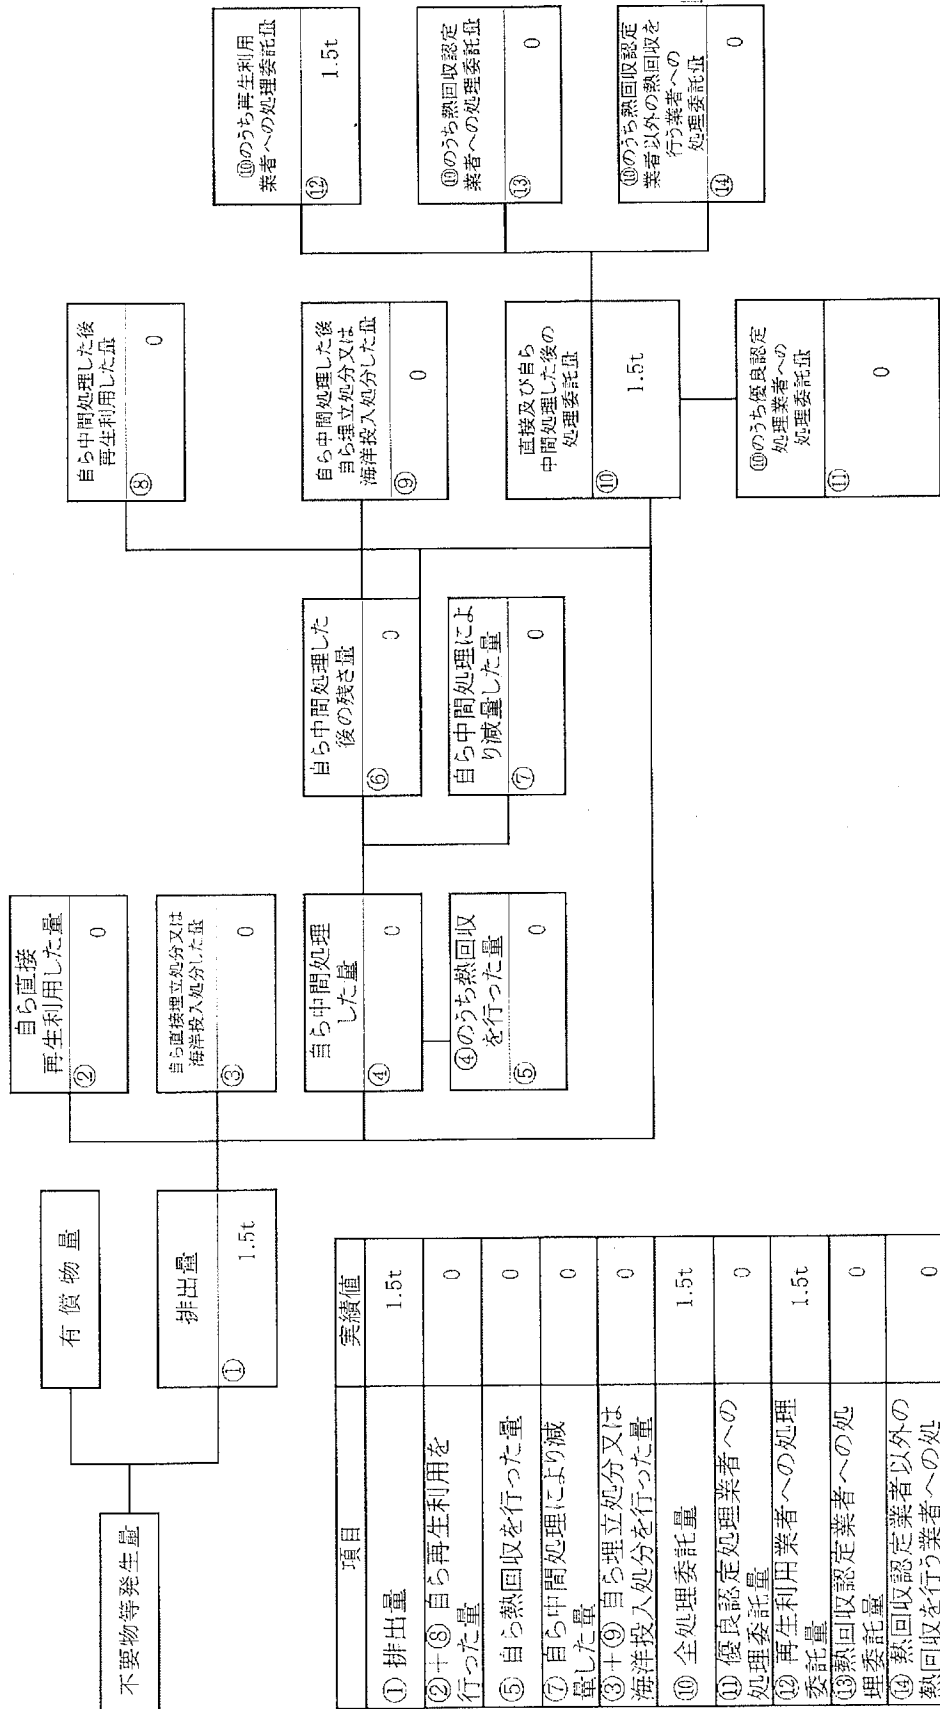 不要物等発生量
有償物量
排出量
① 1.5t
自ら直接
再生利用した量
② 0
自ら直接埋立処分又は
海洋投入処分した量
③ 0
自ら中間処理
した量
④ 0
④のうち熱回収
を行った量
⑤ 0
自ら中間処理した
後の残さ量
⑥ 0
自ら中間処理によ
り減量した量
⑦ 0
自ら中間処理した後
再生利用した量
⑧ 0
自ら中間処理した後
自ら埋立処分又は
海洋投入処分した量
⑨ 0
直接及び自ら
中間処理した後の
処理委託量
⑩ 1.5t
⑩のうち優良認定
処理業者への
処理委託量
⑪ 0
⑩のうち再生利用
業者への処理委託量
⑫ 1.5t
⑩のうち熱回収認定
業者への処理委託量
⑬ 0
⑩のうち熱回収認定
業者以外の熱回収を
行う業者への
処理委託量
⑭ 0
項目 実績値
① 排出量 1.5t
②+⑧ 自ら再生利用を
行った量 0
⑤ 自ら熱回収を行った量 0
⑦ 自ら中間処理により減
量した量 0
③+⑨ 自ら埋立処分又は
海洋投入処分を行った量 0
⑩ 全処理委託量 1.5t
⑪ 優良認定処理業者への
処理委託量 0
⑫ 再生利用業者への処理
委託量 1.5t
⑬熱回収認定業者への処
理委託量 0
⑭ 熱回収認定業者以外の
熱回収を行う業者への処 0